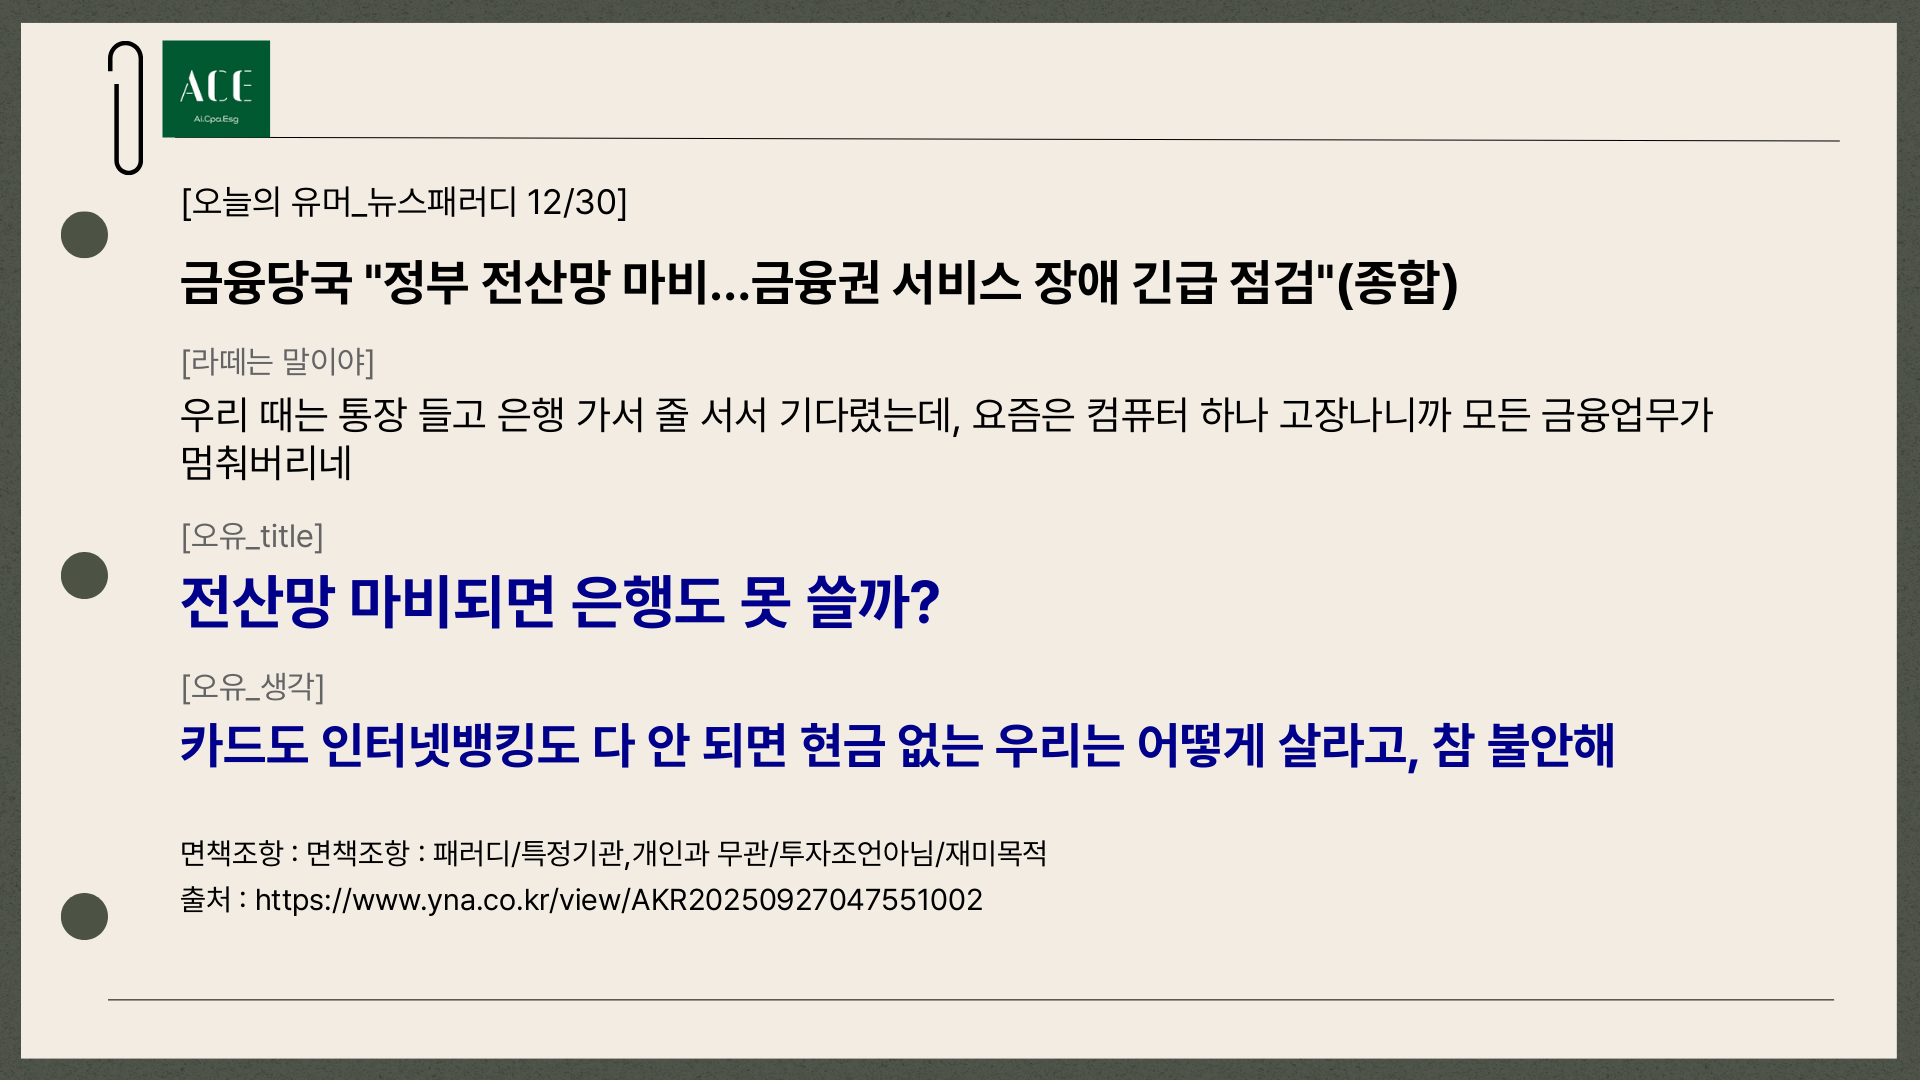 ACE
Ai.Cpa.Esg
[오늘의 유머_뉴스패러디 12/30]
금융당국 "정부 전산망 마비...금융권 서비스 장애 긴급 점검"(종합)
[라떼는 말이야]
우리 때는 통장 들고 은행 가서 줄 서서 기다렸는데, 요즘은 컴퓨터 하나 고장나니까 모든 금융업무가
멈춰버리네
[오유_title]
전산망 마비되면 은행도 못 쓸까?
[오유_생각]
카드도 인터넷뱅킹도 다 안 되면 현금 없는 우리는 어떻게 살라고, 참 불안해
면책조항 : 면책조항 : 패러디/특정기관,개인과 무관/투자조언아님/재미목적
출처 : https://www.yna.co.kr/view/AKR20250927047551002